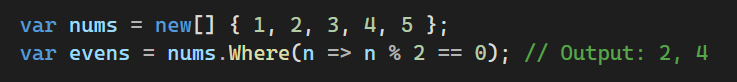 var nums = new[] { 1, 2, 3, 4, 5 };
var evens = nums.Where(n => n % 2 == 0); // Output: 2, 4